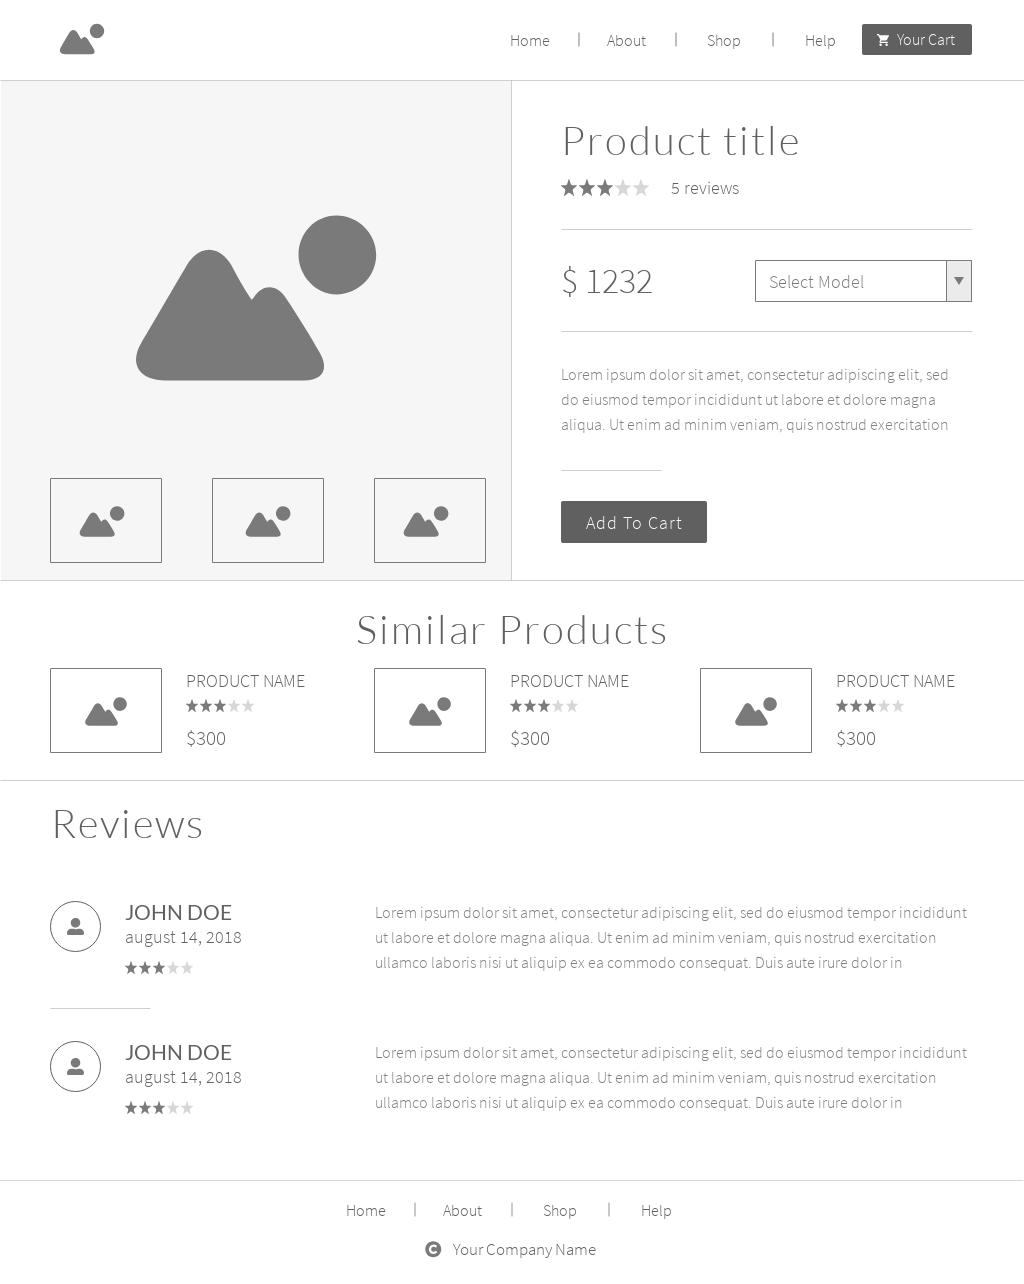 Home | About | Shop | Help Your Cart
Product title
5 reviews
$ 1232 Select Model
Lorem ipsum dolor sit amet, consectetur adipiscing elit, sed
do eiusmod tempor incididunt ut labore et dolore magna
aliqua. Ut enim ad minim veniam, quis nostrud exercitation
Add To Cart
Similar Products
PRODUCT NAME
$300
PRODUCT NAME
$300
PRODUCT NAME
$300
Reviews
JOHN DOE
august 14, 2018
Lorem ipsum dolor sit amet, consectetur adipiscing elit, sed do eiusmod tempor incididunt
ut labore et dolore magna aliqua. Ut enim ad minim veniam, quis nostrud exercitation
ullamco laboris nisi ut aliquip ex ea commodo consequat. Duis aute irure dolor in
JOHN DOE
august 14, 2018
Lorem ipsum dolor sit amet, consectetur adipiscing elit, sed do eiusmod tempor incididunt
ut labore et dolore magna aliqua. Ut enim ad minim veniam, quis nostrud exercitation
ullamco laboris nisi ut aliquip ex ea commodo consequat. Duis aute irure dolor in
Home | About | Shop | Help
© Your Company Name